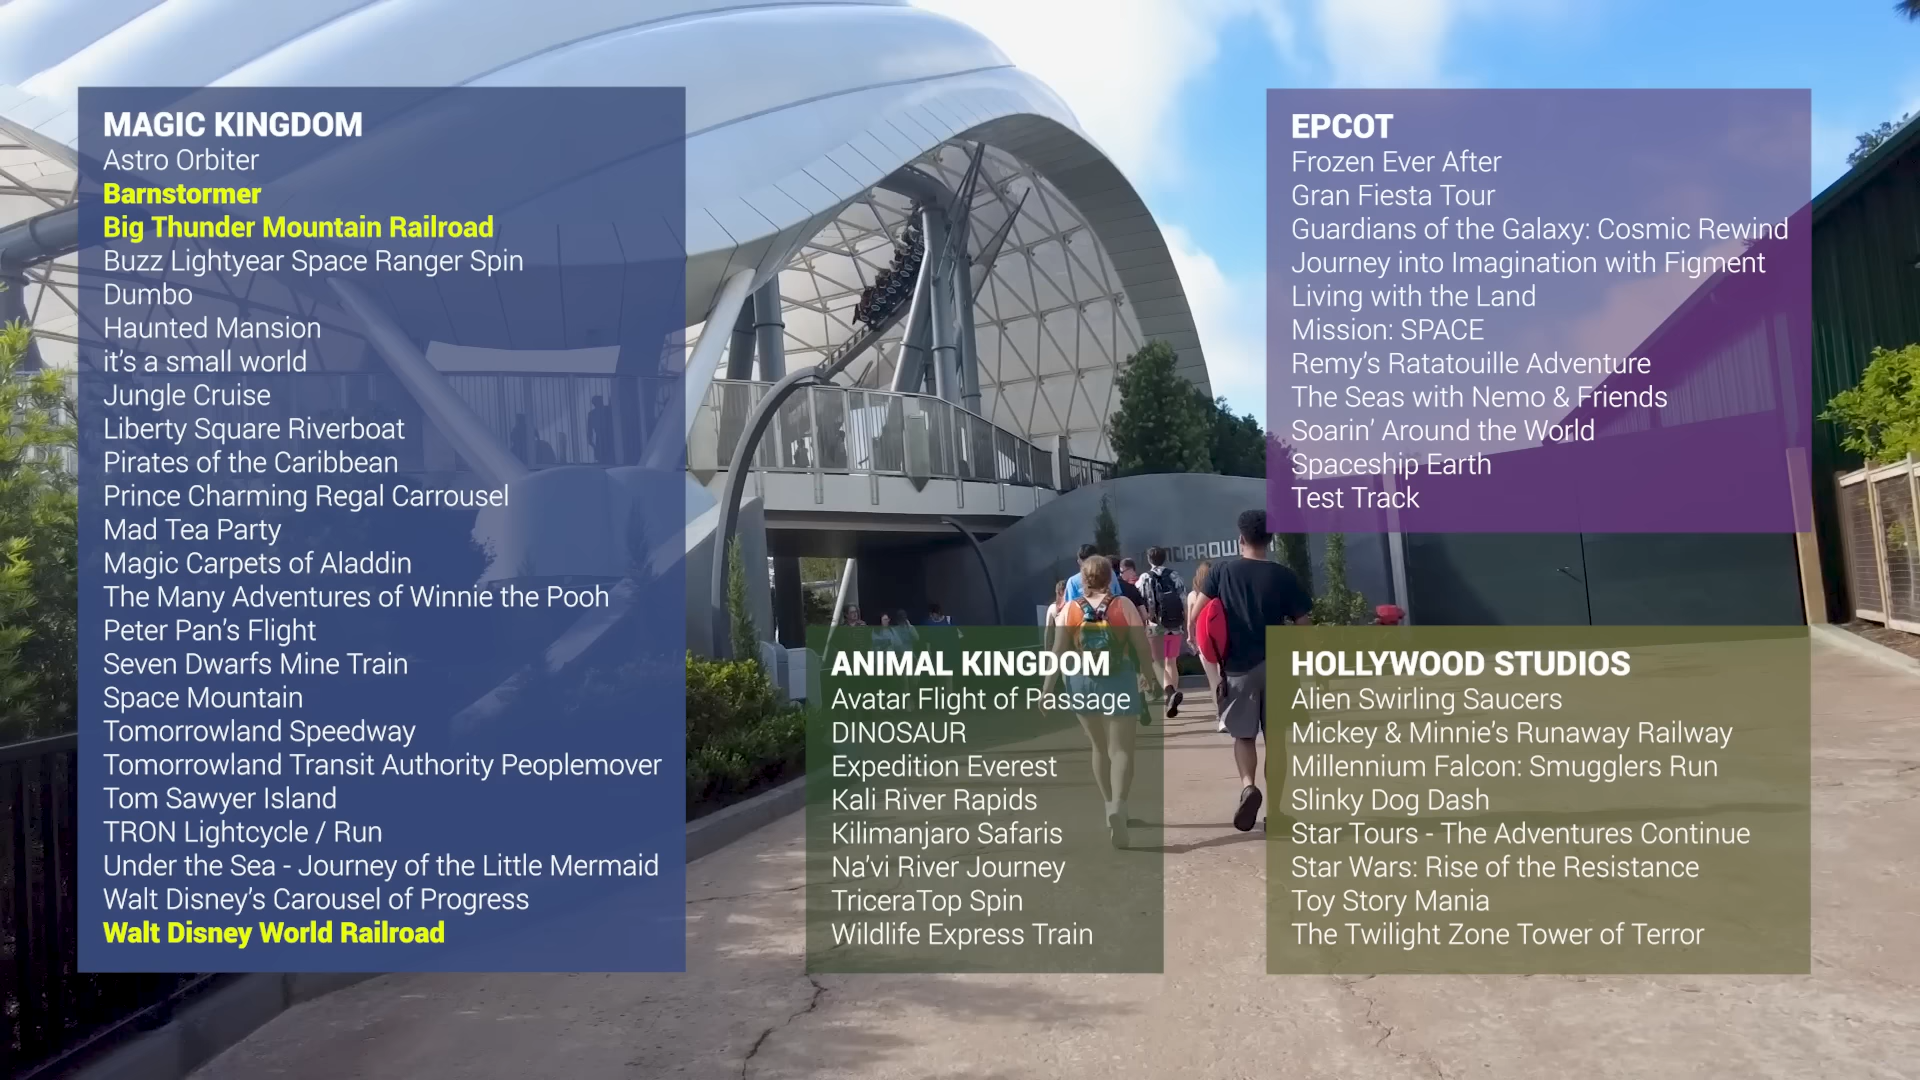 MAGIC KINGDOM
Astro Orbiter
Barnstormer
Big Thunder Mountain Railroad
Buzz Lightyear Space Ranger Spin
Dumbo
Haunted Mansion
it's a small world
Jungle Cruise
Liberty Square Riverboat
Pirates of the Caribbean
Prince Charming Regal Carrousel
Mad Tea Party
Magic Carpets of Aladdin
The Many Adventures of Winnie the Pooh
Peter Pan's Flight
Seven Dwarfs Mine Train
Space Mountain
Tomorrowland Speedway
Tomorrowland Transit Authority Peoplemover
Tom Sawyer Island
TRON Lightcycle / Run
Under the Sea - Journey of the Little Mermaid
Walt Disney's Carousel of Progress
Walt Disney World Railroad
EPCOT
Frozen Ever After
Gran Fiesta Tour
Guardians of the Galaxy: Cosmic Rewind
Journey into Imagination with Figment
Living with the Land
Mission: SPACE
Remy's Ratatouille Adventure
The Seas with Nemo & Friends
Soarin' Around the World
Spaceship Earth
Test Track
ANIMAL KINGDOM
Avatar Flight of Passage
DINOSAUR
Expedition Everest
Kali River Rapids
Kilimanjaro Safaris
Na'vi River Journey
TriceraTop Spin
Wildlife Express Train
HOLLYWOOD STUDIOS
Alien Swirling Saucers
Mickey & Minnie's Runaway Railway
Millennium Falcon: Smugglers Run
Slinky Dog Dash
Star Tours - The Adventures Continue
Star Wars: Rise of the Resistance
Toy Story Mania
The Twilight Zone Tower of Terror